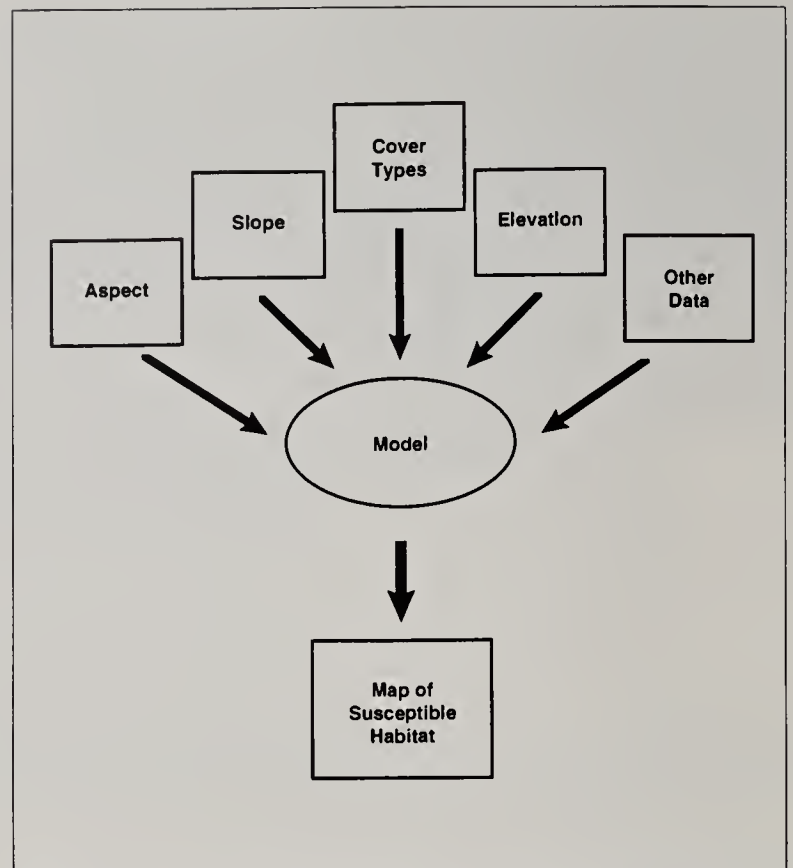 Cover
Types
Slope
Elevation
Aspect
Other
Data
Model
Map of
Susceptible
Habitat